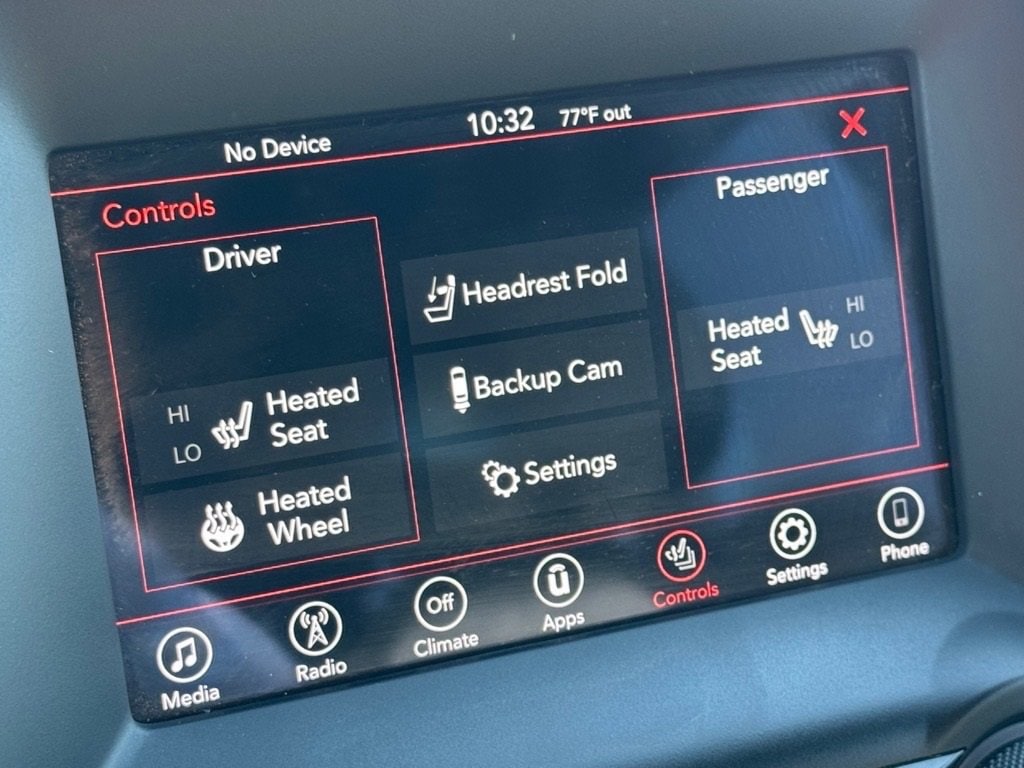 No Device
10:32
77°F out
Controls
Driver
HI
LO
Heated
Seat
Heated
Wheel
Headrest Fold
Backup Cam
Settings
Passenger
Heated
Seat
HI
LO
Media
Radio
Off
Climate
Apps
Controls
Settings
Phone